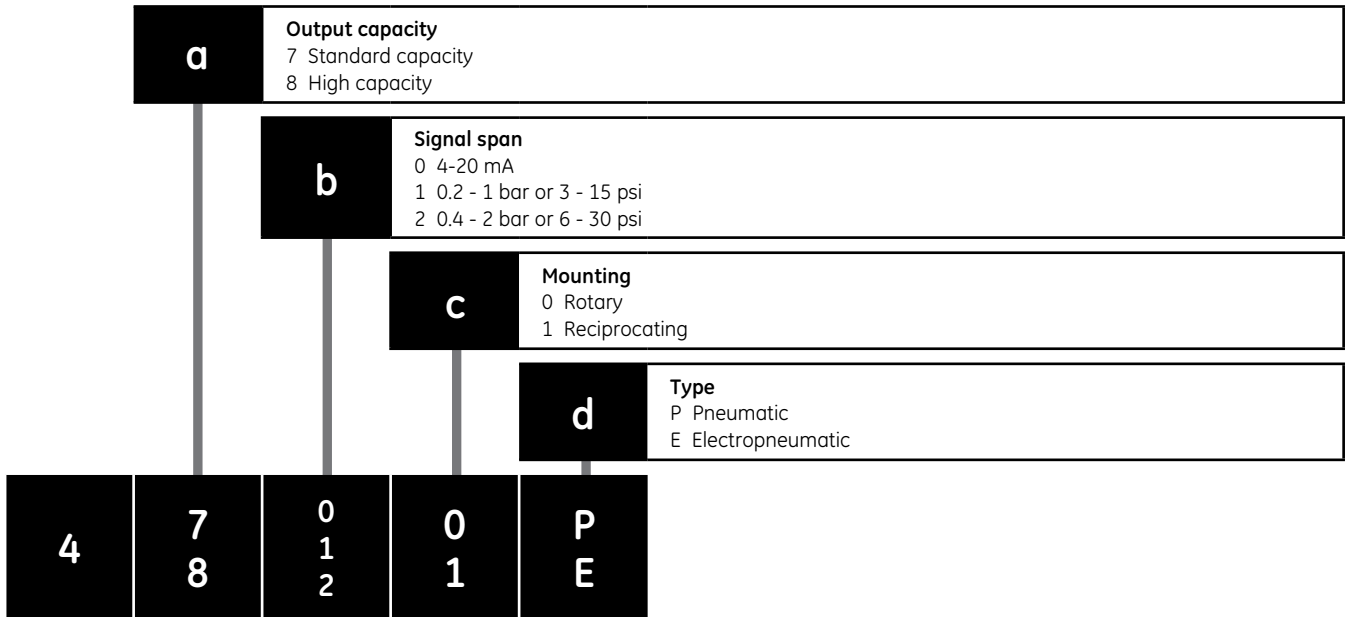 a
Output capacity
7 Standard capacity
8 High capacity
b
Signal span
0 4-20 mA
1 0.2 - 1 bar or 3 - 15 psi
2 0.4 - 2 bar or 6 - 30 psi
c
Mounting
0 Rotary
1 Reciprocating
d
Type
P Pneumatic
E Electropneumatic
4
7
8
0
1
2
0
1
P
E